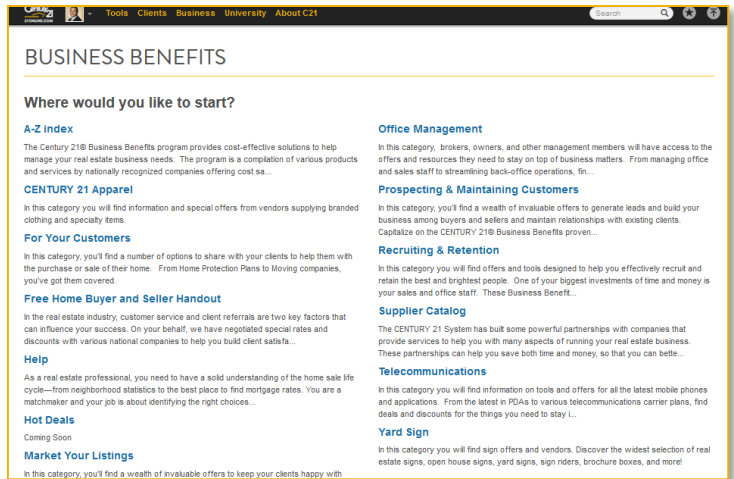 Century 21
21ONLINE.COM
Tools Clients Business University About C21
Search
BUSINESS BENEFITS
Where would you like to start?
A-Z index
The Century 21® Business Benefits program provides cost-effective solutions to help
manage your real estate business needs. The program is a compilation of various products
and services by nationally recognized companies offering cost sa...
CENTURY 21 Apparel
In this category you will find information and special offers from vendors supplying branded
clothing and specialty items.
For Your Customers
In this category, you'll find a number of options to share with your clients to help them with
the purchase or sale of their home. From Home Protection Plans to Moving companies,
you've got them covered.
Free Home Buyer and Seller Handout
In the real estate industry, customer service and client referrals are two key factors that
can influence your success. On your behalf, we have negotiated special rates and
discounts with various national companies to help you build client satisfa...
Help
As a real estate professional, you need to have a solid understanding of the home sale life
cycle—from neighborhood statistics to the best place to find mortgage rates. You are a
matchmaker and your job is about identifying the right choices...
Hot Deals
Coming Soon
Market Your Listings
In this category, you'll find a wealth of invaluable offers to keep your clients happy with
Office Management
In this category, brokers, owners, and other management members will have access to the
offers and resources they need to stay on top of business matters. From managing office
and sales staff to streamlining back-office operations, fin...
Prospecting & Maintaining Customers
In this category, you'll find a wealth of invaluable offers to generate leads and build your
business among buyers and sellers and maintain relationships with existing clients.
Capitalize on the CENTURY 21® Business Benefits proven...
Recruiting & Retention
In this category you will find offers and tools designed to help you effectively recruit and
retain the best and brightest people. One of your biggest investments of time and money is
your sales and office staff. These Business Benefit...
Supplier Catalog
The CENTURY 21 System has built some powerful partnerships with companies that
provide services to help you with many aspects of running your real estate business.
These partnerships can help you save both time and money, so that you can bette...
Telecommunications
In this category you will find information on tools and offers for all the latest mobile phones
and applications. From the latest in PDAs to various telecommunications carrier plans, find
deals and discounts for the things you need to stay i...
Yard Sign
In this category you will find sign offers and vendors. Discover the widest selection of real
estate signs, open house signs, yard signs, sign riders, brochure boxes, and more!